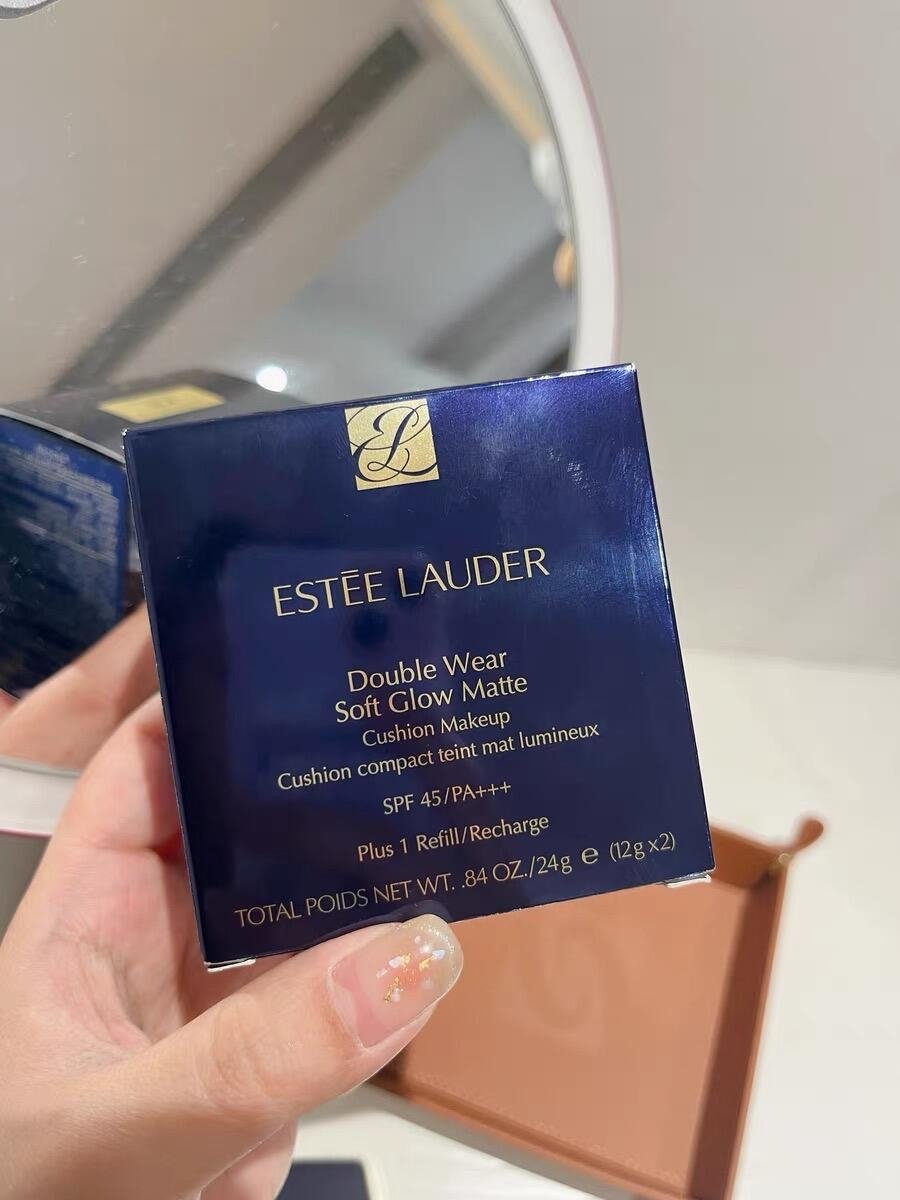 EL
ESTĒE LAUDER
Double Wear
Soft Glow Matte
Cushion Makeup
Cushion compact teint mat lumineux
SPF 45/PA+++
Plus 1 Refill/Recharge
TOTAL POIDS NET WT. .84 OZ./24g e (12g x2)